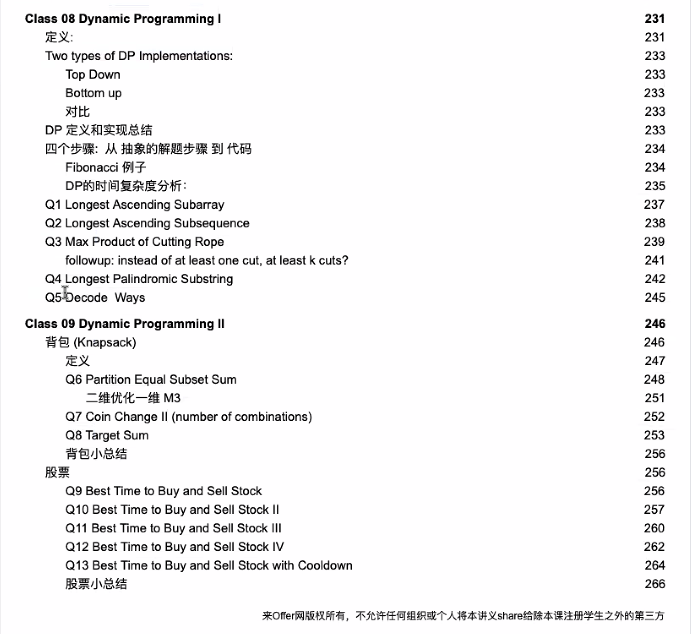 Class 08 Dynamic Programming I 231
定义: 231
Two types of DP Implementations: 233
Top Down 233
Bottom up 233
对比 233
DP 定义和实现总结 233
四个步骤: 从 抽象的解题步骤 到 代码 234
Fibonacci 例子 234
DP的时间复杂度分析: 235
Q1 Longest Ascending Subarray 237
Q2 Longest Ascending Subsequence 238
Q3 Max Product of Cutting Rope 239
followup: instead of at least one cut, at least k cuts? 241
Q4 Longest Palindromic Substring 242
Q5 Decode Ways 245
Class 09 Dynamic Programming II 246
背包 (Knapsack) 246
定义 247
Q6 Partition Equal Subset Sum 248
二维优化一维 M3 251
Q7 Coin Change II (number of combinations) 252
Q8 Target Sum 253
背包小总结 256
股票 256
Q9 Best Time to Buy and Sell Stock 256
Q10 Best Time to Buy and Sell Stock II 257
Q11 Best Time to Buy and Sell Stock III 260
Q12 Best Time to Buy and Sell Stock IV 262
Q13 Best Time to Buy and Sell Stock with Cooldown 264
股票小总结 266
来Offer网版权所有，不允许任何组织或个人将本讲义share给除本课注册学生之外的第三方